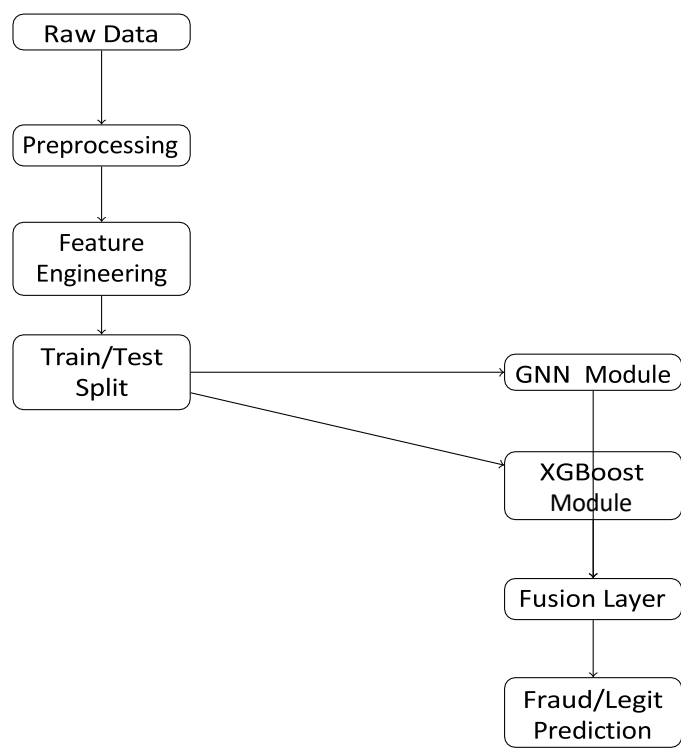 Raw Data
Preprocessing
Feature
Engineering
Train/Test
Split
GNN Module
XGBoost
Module
Fusion Layer
Fraud/Legit
Prediction